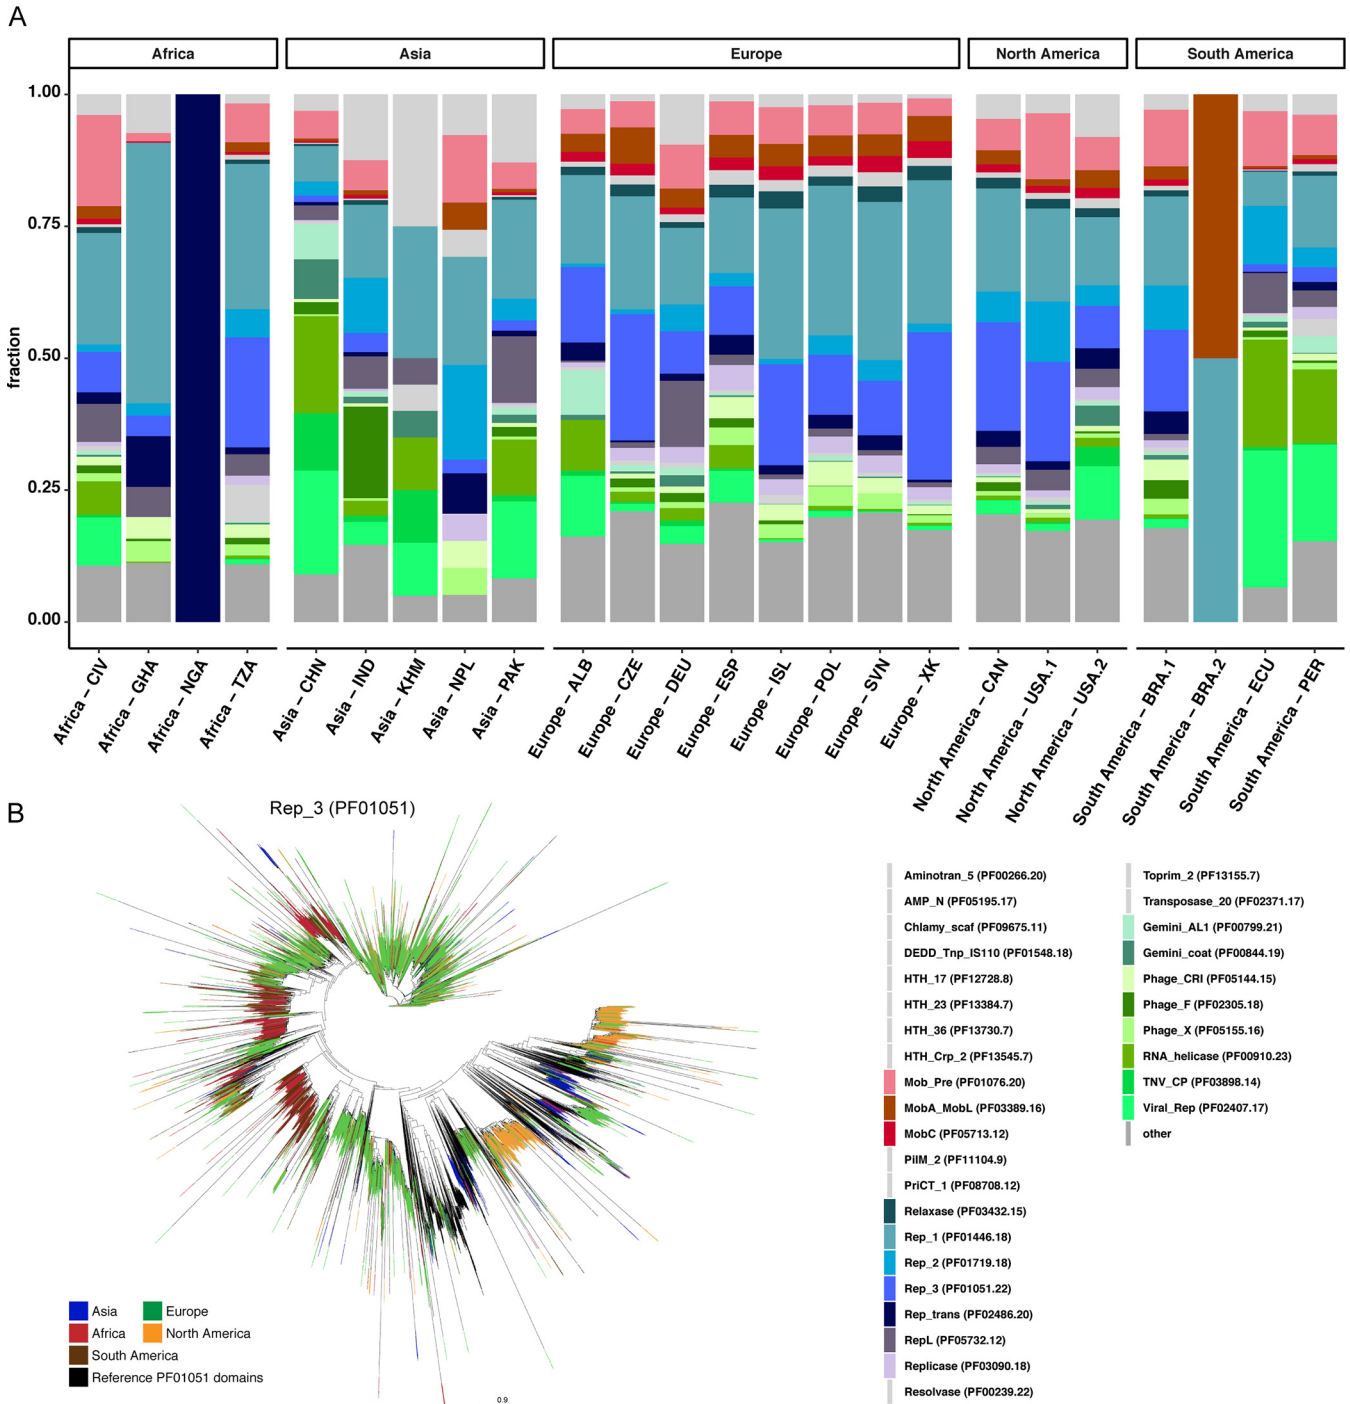 A
Africa
Asia
Europe
North America
South America
1.00
0.75
0.50
0.25
0.00
fraction
Africa – CIV
Africa – GHA
Africa – NGA
Africa – TZA
Asia – CHN
Asia – IND
Asia – KHM
Asia – NPL
Asia – PAK
Europe – ALB
Europe – CZE
Europe – DEU
Europe – ESP
Europe – ISL
Europe – POL
Europe – SVN
Europe – XK
North America – CAN
North America – USA.1
North America – USA.2
South America – BRA.1
South America – BRA.2
South America – ECU
South America – PER
B
Rep_3 (PF01051)
Asia
Europe
Africa
North America
South America
Reference PF01051 domains
0.9
Aminotran_5 (PF00266.20)
AMP_N (PF05195.17)
Chlamy_scaf (PF09675.11)
DEDD_Tnp_IS110 (PF01548.18)
HTH_17 (PF12728.8)
HTH_23 (PF13384.7)
HTH_36 (PF13730.7)
HTH_Crp_2 (PF13545.7)
Mob_Pre (PF01076.20)
MobA_MobL (PF03389.16)
MobC (PF05713.12)
PilM_2 (PF11104.9)
PriCT_1 (PF08708.12)
Relaxase (PF03432.15)
Rep_1 (PF01446.18)
Rep_2 (PF01719.18)
Rep_3 (PF01051.22)
Rep_trans (PF02486.20)
RepL (PF05732.12)
Replicase (PF03090.18)
Resolvase (PF00239.22)
Toprim_2 (PF13155.7)
Transposase_20 (PF02371.17)
Gemini_AL1 (PF00799.21)
Gemini_coat (PF00844.19)
Phage_CRI (PF05144.15)
Phage_F (PF02305.18)
Phage_X (PF05155.16)
RNA_helicase (PF00910.23)
TNV_CP (PF03898.14)
Viral_Rep (PF02407.17)
other